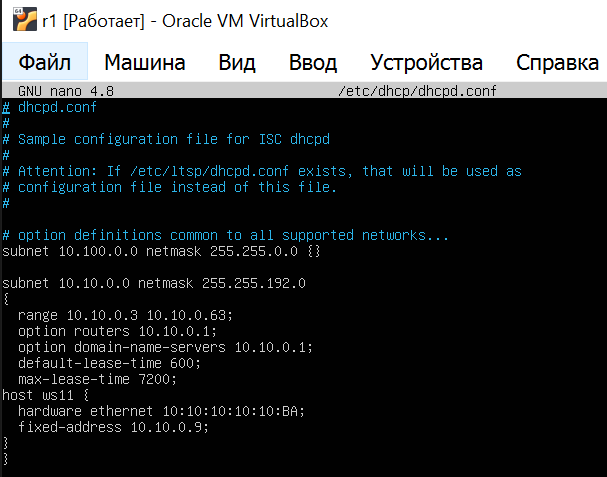 r1 [Работает] - Oracle VM VirtualBox
Файл Машина Вид Ввод Устройства Справка
GNU nano 4.8 /etc/dhcp/dhcpd.conf
# dhcpd.conf
#
# Sample configuration file for ISC dhcpd
#
# Attention: If /etc/ltsp/dhcpd.conf exists, that will be used as
# configuration file instead of this file.
#
# option definitions common to all supported networks...
subnet 10.100.0.0 netmask 255.255.0.0 {}
subnet 10.10.0.0 netmask 255.255.192.0
{
range 10.10.0.3 10.10.0.63;
option routers 10.10.0.1;
option domain-name-servers 10.10.0.1;
default-lease-time 600;
max-lease-time 7200;
host ws11 {
hardware ethernet 10:10:10:10:10:BA;
fixed-address 10.10.0.9;
}
}